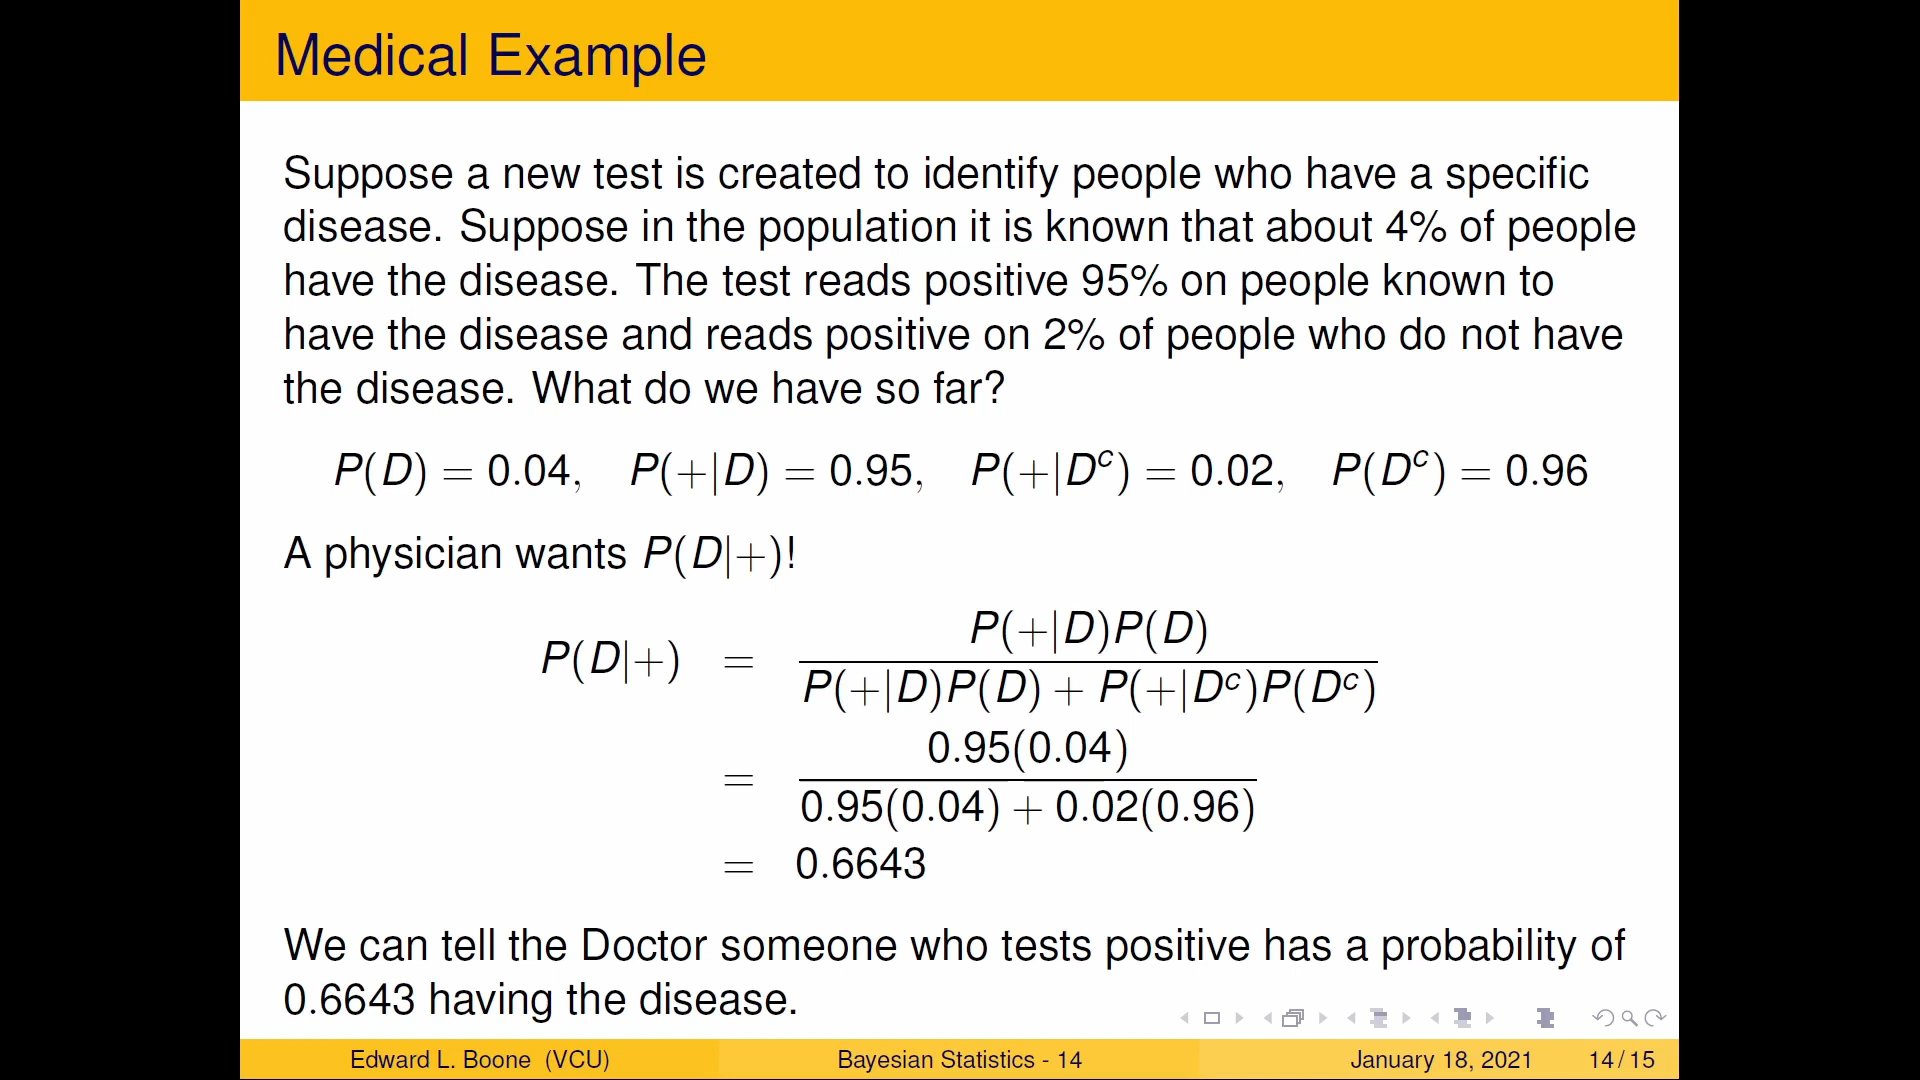 Medical Example
Suppose a new test is created to identify people who have a specific
disease. Suppose in the population it is known that about 4% of people
have the disease. The test reads positive 95% on people known to
have the disease and reads positive on 2% of people who do not have
the disease. What do we have so far?
P(D) = 0.04, P(+|D) = 0.95, P(+|Dᶜ) = 0.02, P(Dᶜ) = 0.96
A physician wants P(D|+)!
P(+|D)P(D)
P(D|+) =
P(+|D)P(D) + P(+|Dᶜ)P(Dᶜ)
0.95(0.04)
=
0.95(0.04) + 0.02(0.96)
= 0.6643
We can tell the Doctor someone who tests positive has a probability of
0.6643 having the disease.
Edward L. Boone (VCU) Bayesian Statistics - 14 January 18, 2021 14/15